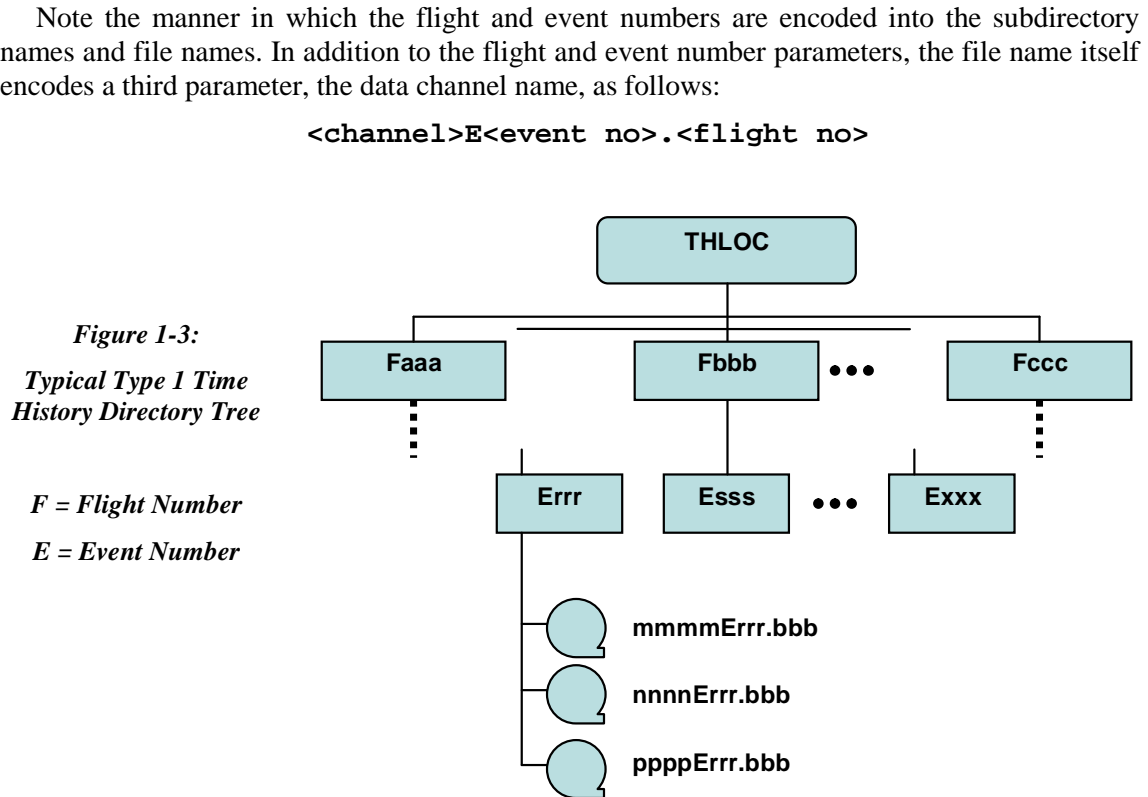 Note the manner in which the flight and event numbers are encoded into the subdirectory
names and file names. In addition to the flight and event number parameters, the file name itself
encodes a third parameter, the data channel name, as follows:
<channel>E<event no>.<flight no>
THLOC
Figure 1-3:
Typical Type 1 Time
History Directory Tree
Faaa
Fbbb
Fccc
F = Flight Number
E = Event Number
Errr
Esss
Exxx
mmmmErrr.bbb
nnnnErrr.bbb
ppppErrr.bbb